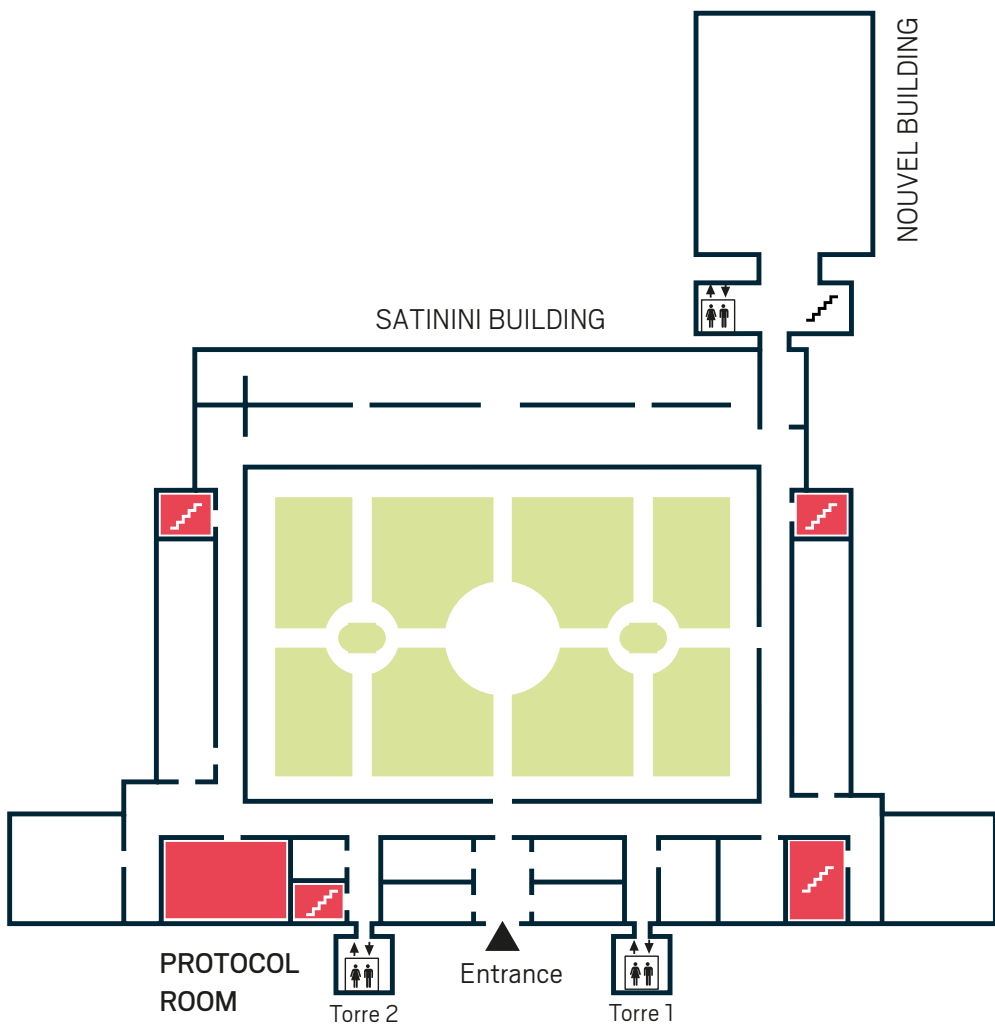 NOUVEL BUILDING
SATININI BUILDING
PROTOCOL
ROOM
Entrance
Torre 2
Torre 1